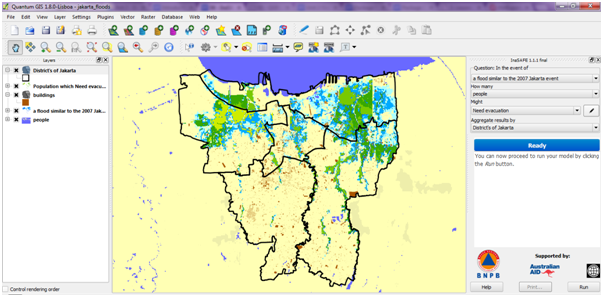 Quantum GIS 1.8.0-Lisboa - jakarta_floods
File Edit View Layer Settings Plugins Vector Raster Database Web Help
Layers
District's of Jakarta
Population which Need evacu...
buildings
a flood similar to the 2007 Jak...
people
Control rendering order
InaSAFE 1.1.1 final
Question: In the event of
a flood similar to the 2007 Jakarta event
How many
people
Might
Need evacuation
Aggregate results by
District's of Jakarta
Ready
You can now proceed to run your model by clicking
the Run button.
Supported by:
BNPB
Australian
AID
Help Print... Run